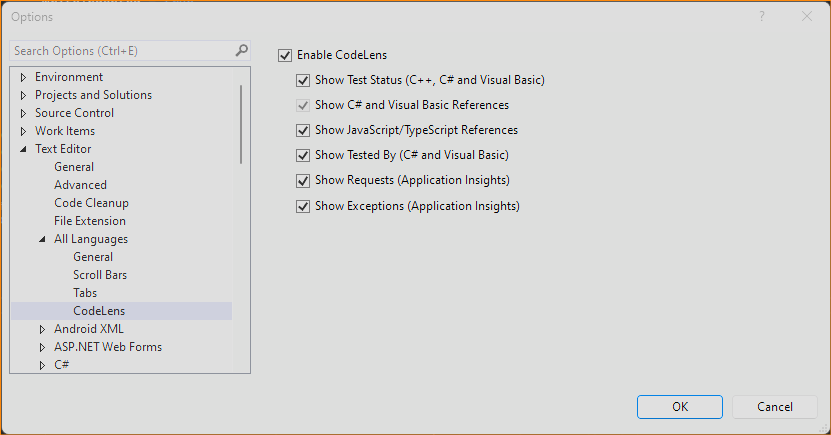 Options
?
Search Options (Ctrl+E)
Environment
Projects and Solutions
Source Control
Work Items
Text Editor
General
Advanced
Code Cleanup
File Extension
All Languages
General
Scroll Bars
Tabs
CodeLens
Android XML
ASP.NET Web Forms
C#
Enable CodeLens
Show Test Status (C++, C# and Visual Basic)
Show C# and Visual Basic References
Show JavaScript/TypeScript References
Show Tested By (C# and Visual Basic)
Show Requests (Application Insights)
Show Exceptions (Application Insights)
OK
Cancel